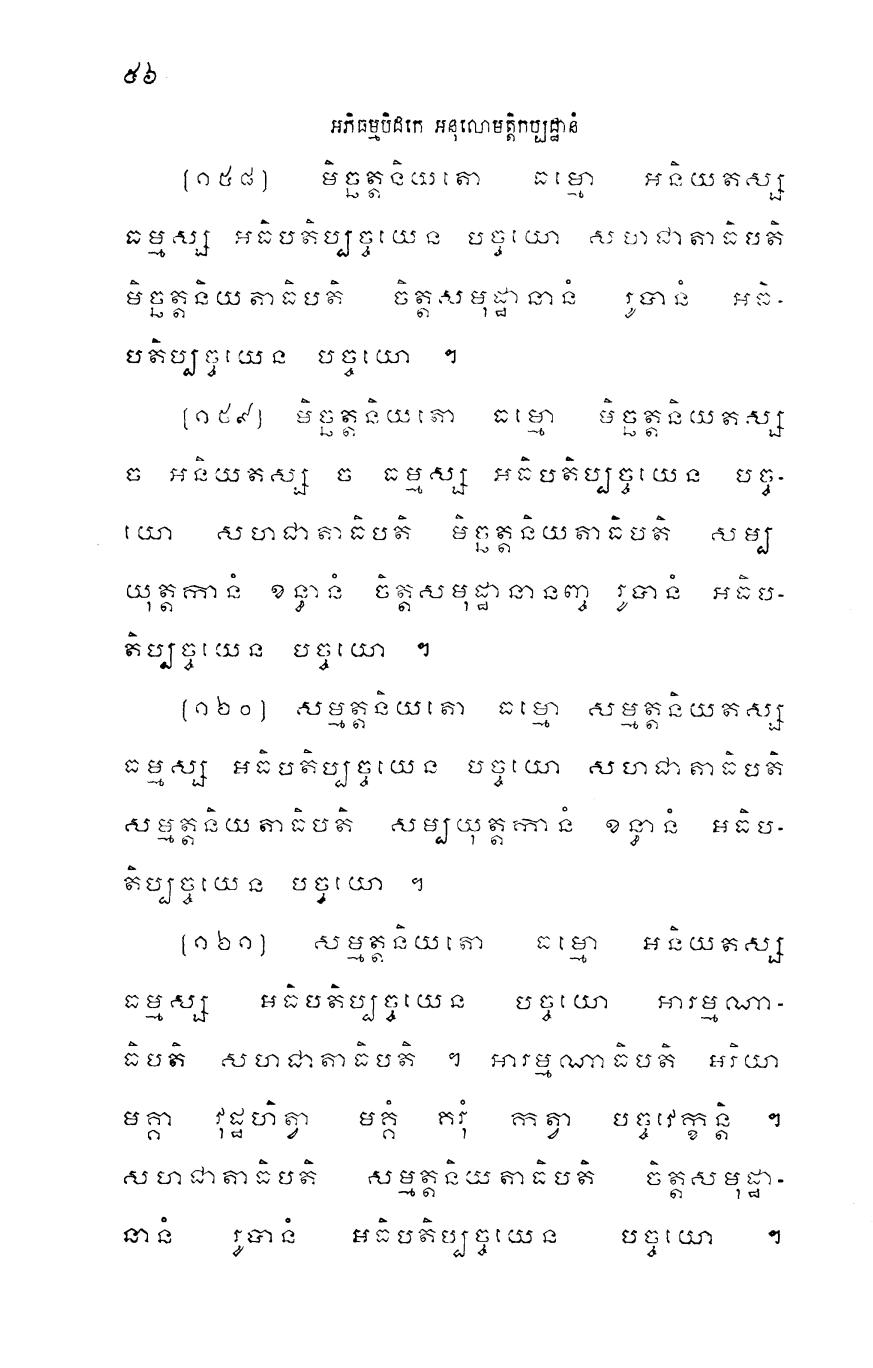 ៥៦
អភិធម្មបិដកេ អនុលោមត្តិកប្បដ្ឋានំ
[១៥៨] មិច្ឆត្តនិយតោ ធម្មោ អនិយតស្ស
ធម្មស្ស អធិបតិប្បច្ចយេន បច្ចយោ សហជាតាធិបតិ
មិច្ឆត្តនិយតាធិបតិ ចិត្តសមុដ្ឋានានំ រូបានំ អធិ-
បតិប្បច្ចយេន បច្ចយោ ។
[១៥៩] មិច្ឆត្តនិយតោ ធម្មោ មិច្ឆត្តនិយតស្ស
ច អនិយតស្ស ច ធម្មស្ស អធិបតិប្បច្ចយេន បច្ច-
យោ សហជាតាធិបតិ មិច្ឆត្តនិយតាធិបតិ សម្ប
យុត្តកានំ ខន្ធានំ ចិត្តសមុដ្ឋានានញ្ច រូបានំ អធិប-
តិប្បច្ចយេន បច្ចយោ ។
[១៦០] សម្មត្តនិយតោ ធម្មោ សម្មត្តនិយតស្ស
ធម្មស្ស អធិបតិប្បច្ចយេន បច្ចយោ សហជាតាធិបតិ
សម្មត្តនិយតាធិបតិ សម្បយុត្តកានំ ខន្ធានំ អធិប-
តិប្បច្ចយេន បច្ចយោ ។
[១៦១] សម្មត្តនិយតោ ធម្មោ អនិយតស្ស
ធម្មស្ស អធិបតិប្បច្ចយេន បច្ចយោ អារម្មណា-
ធិបតិ សហជាតាធិបតិ ។ អារម្មណាធិបតិ អរិយា
មគ្គា វុដ្ឋហិត្វា មគ្គំ គរុំ កត្វា បច្ចវេក្ខន្តិ ។
សហជាតាធិបតិ សម្មត្តនិយតាធិបតិ ចិត្តសមុដ្ឋា-
នានំ រូបានំ អធិបតិប្បច្ចយេន បច្ចយោ ។